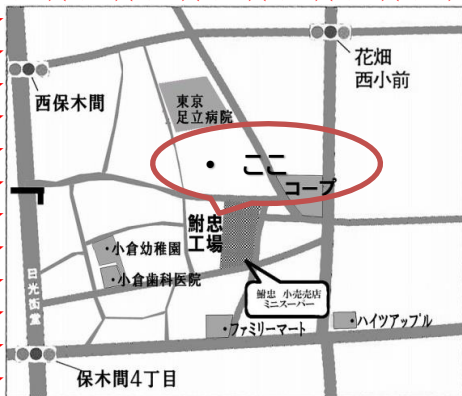 花畑
西小前
西保木間
東京
足立病院
・ ここ
コープ
鮒忠
工場
・小倉幼稚園
・小倉歯科医院
日光街道
鮒忠 小売売店
ミニスーパー
・ファミリーマート
・ハイツアップル
保木間4丁目